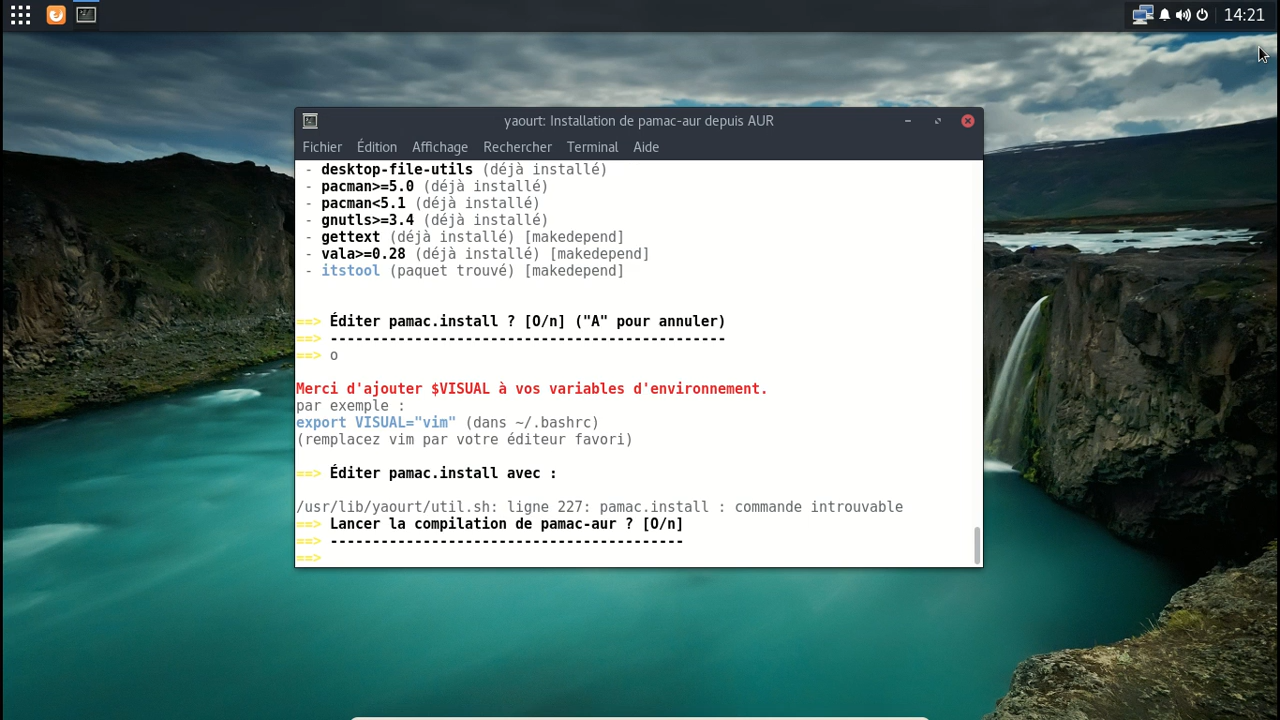 14:21
yaourt: Installation de pamac-aur depuis AUR
Fichier Édition Affichage Rechercher Terminal Aide
- desktop-file-utils (déjà installé)
- pacman>=5.0 (déjà installé)
- pacman<5.1 (déjà installé)
- gnutls>=3.4 (déjà installé)
- gettext (déjà installé) [makedepend]
- vala>=0.28 (déjà installé) [makedepend]
- itstool (paquet trouvé) [makedepend]
==> Éditer pamac.install ? [O/n] ("A" pour annuler)
==> -----------------------------------------------
==> o
Merci d'ajouter $VISUAL à vos variables d'environnement.
par exemple :
export VISUAL="vim" (dans ~/.bashrc)
(remplacez vim par votre éditeur favori)
==> Éditer pamac.install avec :
/usr/lib/yaourt/util.sh: ligne 227: pamac.install : commande introuvable
==> Lancer la compilation de pamac-aur ? [O/n]
==> ------------------------------------------
==>